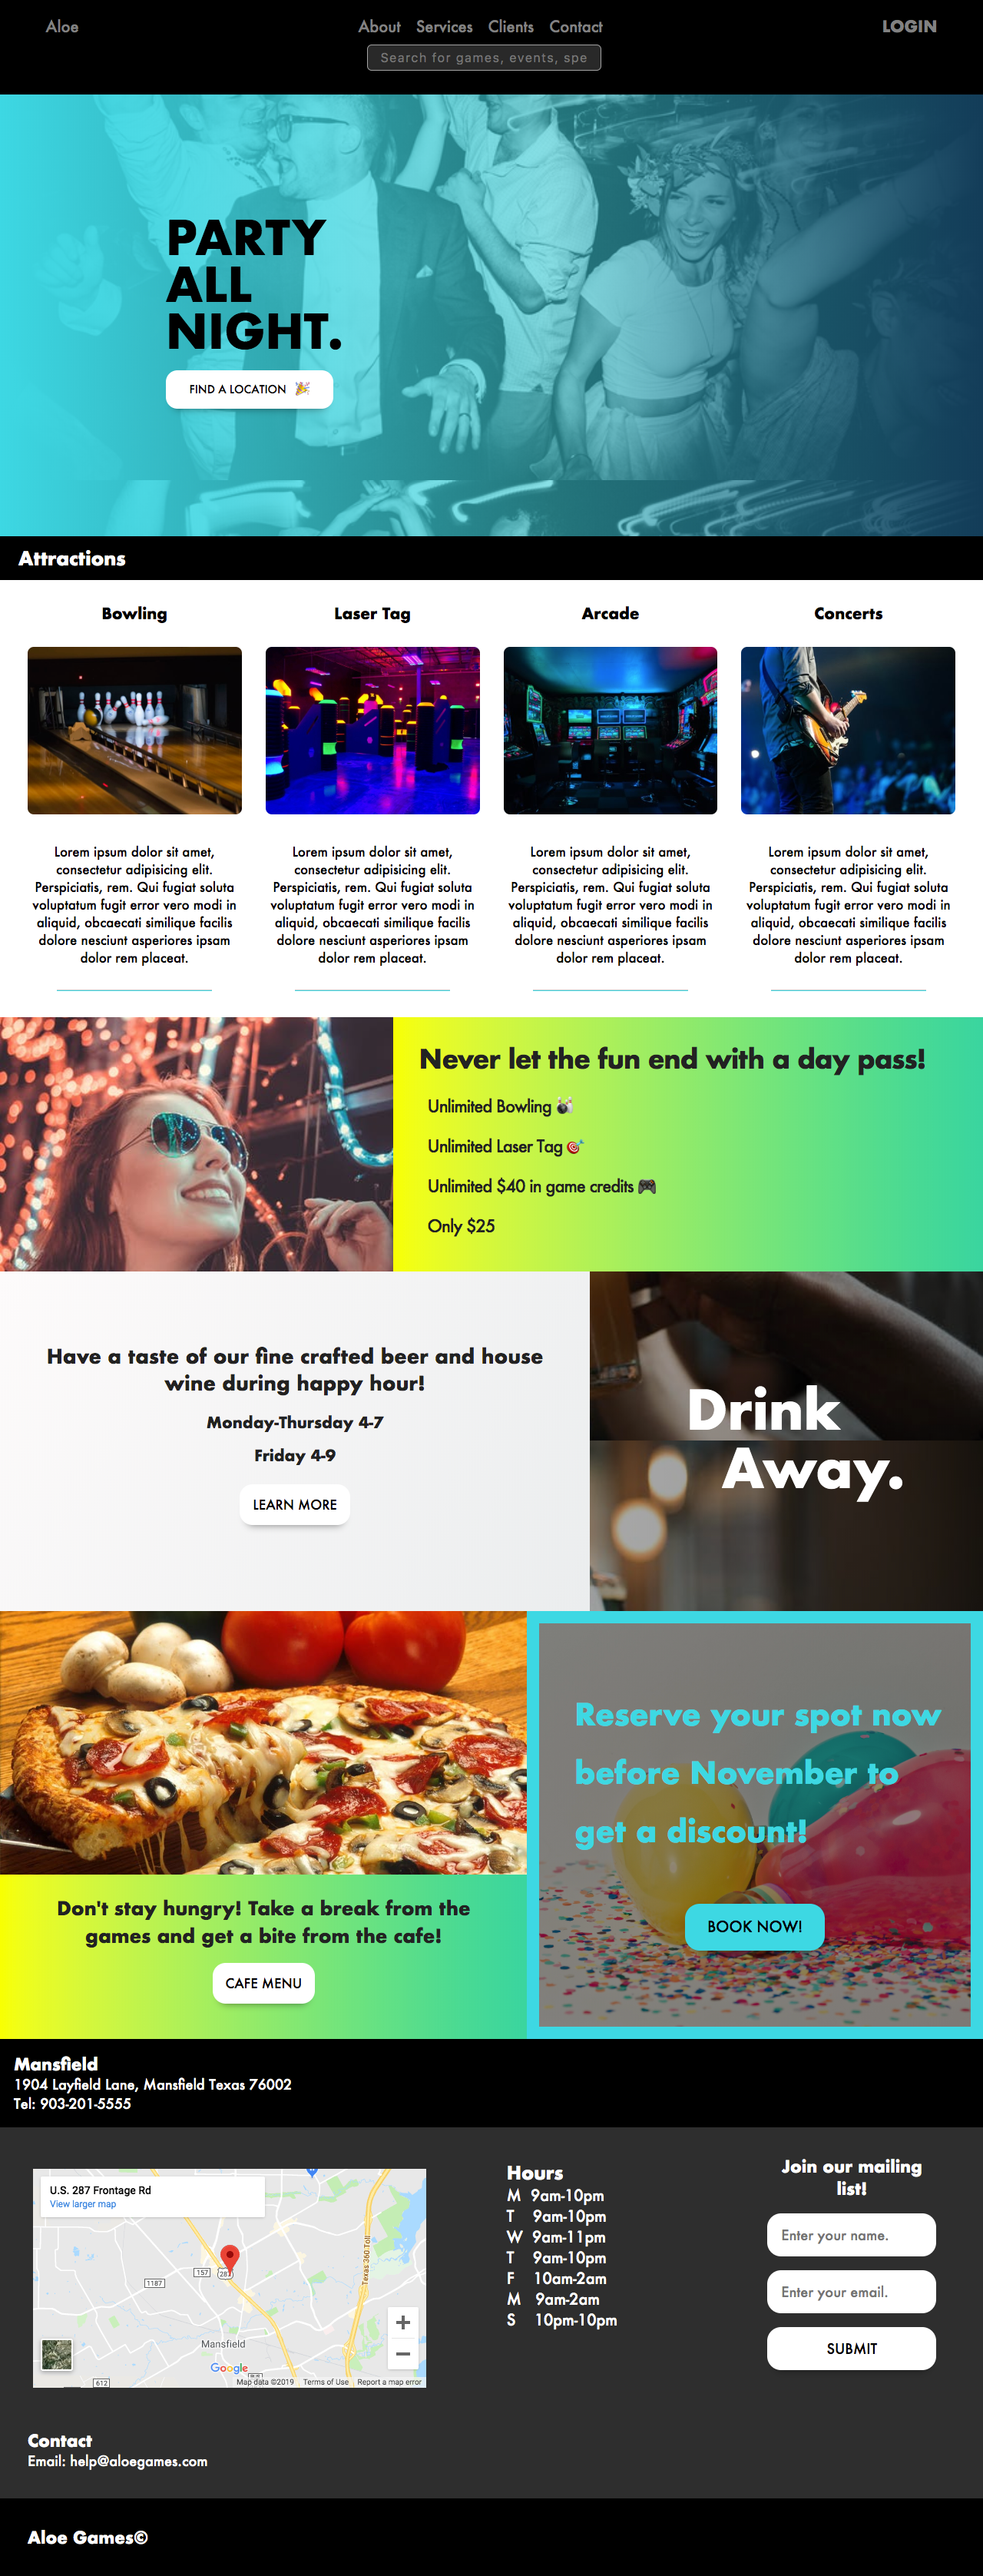 Aloe About Services Clients Contact LOGIN
Search for games, events, spe
PARTY
ALL
NIGHT.
FIND A LOCATION 🎉
Attractions
Bowling Laser Tag Arcade Concerts
Lorem ipsum dolor sit amet,
consectetur adipisicing elit.
Perspiciatis, rem. Qui fugiat soluta
voluptatum fugit error vero modi in
aliquid, obcaecati similique facilis
dolore nesciunt asperiores ipsam
dolor rem placeat.
Lorem ipsum dolor sit amet,
consectetur adipisicing elit.
Perspiciatis, rem. Qui fugiat soluta
voluptatum fugit error vero modi in
aliquid, obcaecati similique facilis
dolore nesciunt asperiores ipsam
dolor rem placeat.
Lorem ipsum dolor sit amet,
consectetur adipisicing elit.
Perspiciatis, rem. Qui fugiat soluta
voluptatum fugit error vero modi in
aliquid, obcaecati similique facilis
dolore nesciunt asperiores ipsam
dolor rem placeat.
Lorem ipsum dolor sit amet,
consectetur adipisicing elit.
Perspiciatis, rem. Qui fugiat soluta
voluptatum fugit error vero modi in
aliquid, obcaecati similique facilis
dolore nesciunt asperiores ipsam
dolor rem placeat.
Never let the fun end with a day pass!
Unlimited Bowling 🎳
Unlimited Laser Tag 🎯
Unlimited $40 in game credits 🎮
Only $25
Have a taste of our fine crafted beer and house
wine during happy hour!
Monday-Thursday 4-7
Friday 4-9
LEARN MORE
Drink
Away.
Don't stay hungry! Take a break from the
games and get a bite from the cafe!
CAFE MENU
Reserve your spot now
before November to
get a discount!
BOOK NOW!
Mansfield
1904 Layfield Lane, Mansfield Texas 76002
Tel: 903-201-5555
U.S. 287 Frontage Rd
View larger map
157
287
1187
Texas 360 Toll
Mansfield
Google
612
Map data ©2019 Terms of Use Report a map error
Hours
M 9am-10pm
T 9am-10pm
W 9am-11pm
T 9am-10pm
F 10am-2am
M 9am-2am
S 10pm-10pm
Join our mailing
list!
Enter your name.
Enter your email.
SUBMIT
Contact
Email: help@aloegames.com
Aloe Games©